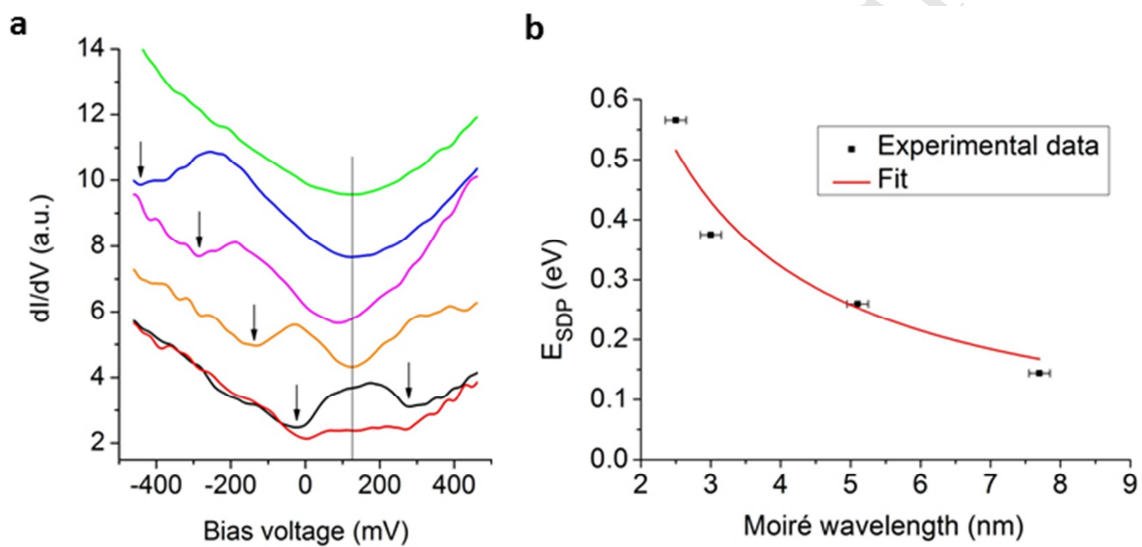 a
14
12
10
8
6
4
2
dI/dV (a.u.)
-400 -200 0 200 400
Bias voltage (mV)
b
0.6
0.5
0.4
0.3
0.2
0.1
0.0
E_SDP (eV)
Experimental data
Fit
2 3 4 5 6 7 8 9
Moiré wavelength (nm)